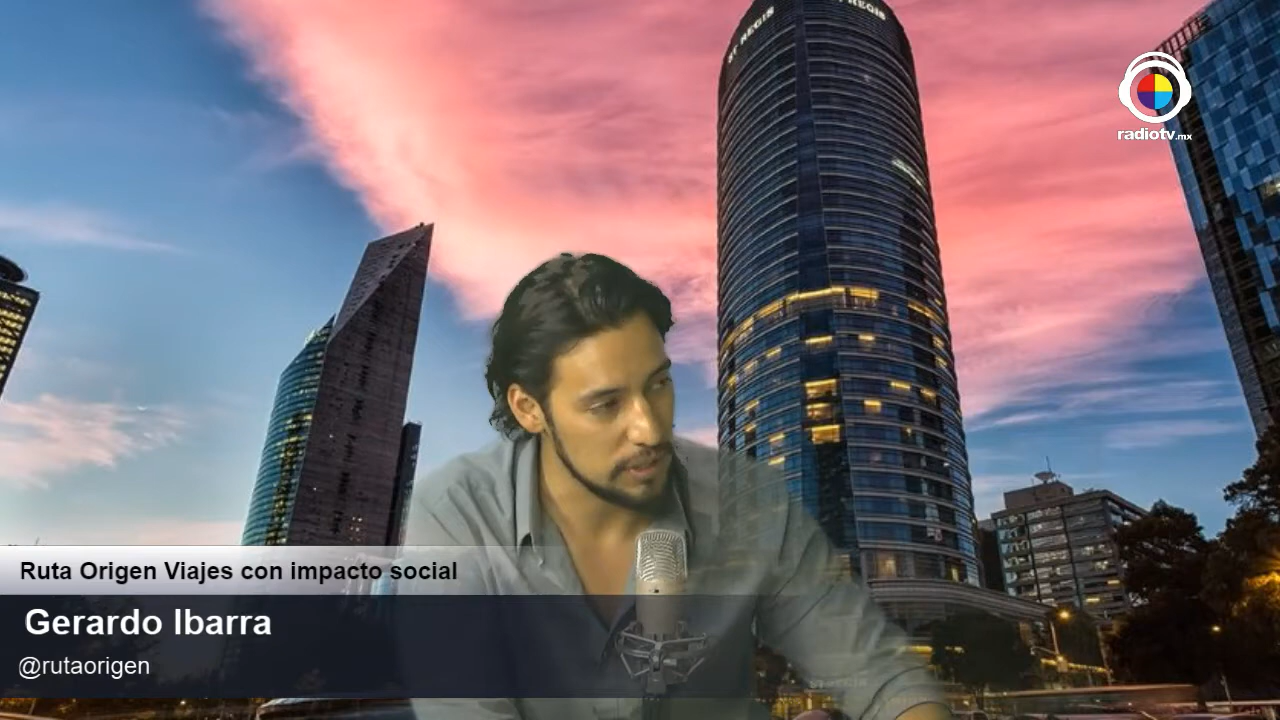 ST REGIS
ST REGIS
radiotv.mx
Ruta Origen Viajes con impacto social
Gerardo Ibarra
@rutaorigen